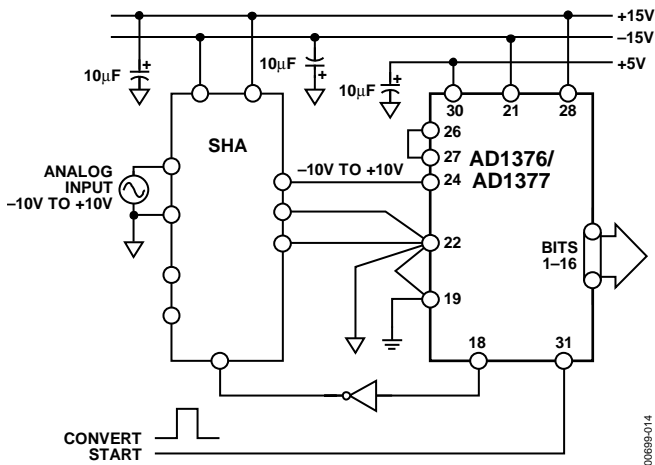 +15V
–15V
+5V
10µF
10µF
10µF
30
21
28
SHA
26
27
AD1376/
AD1377
ANALOG
INPUT
–10V TO +10V
–10V TO +10V
24
22
BITS
1–16
19
18
31
CONVERT
START
00699-014